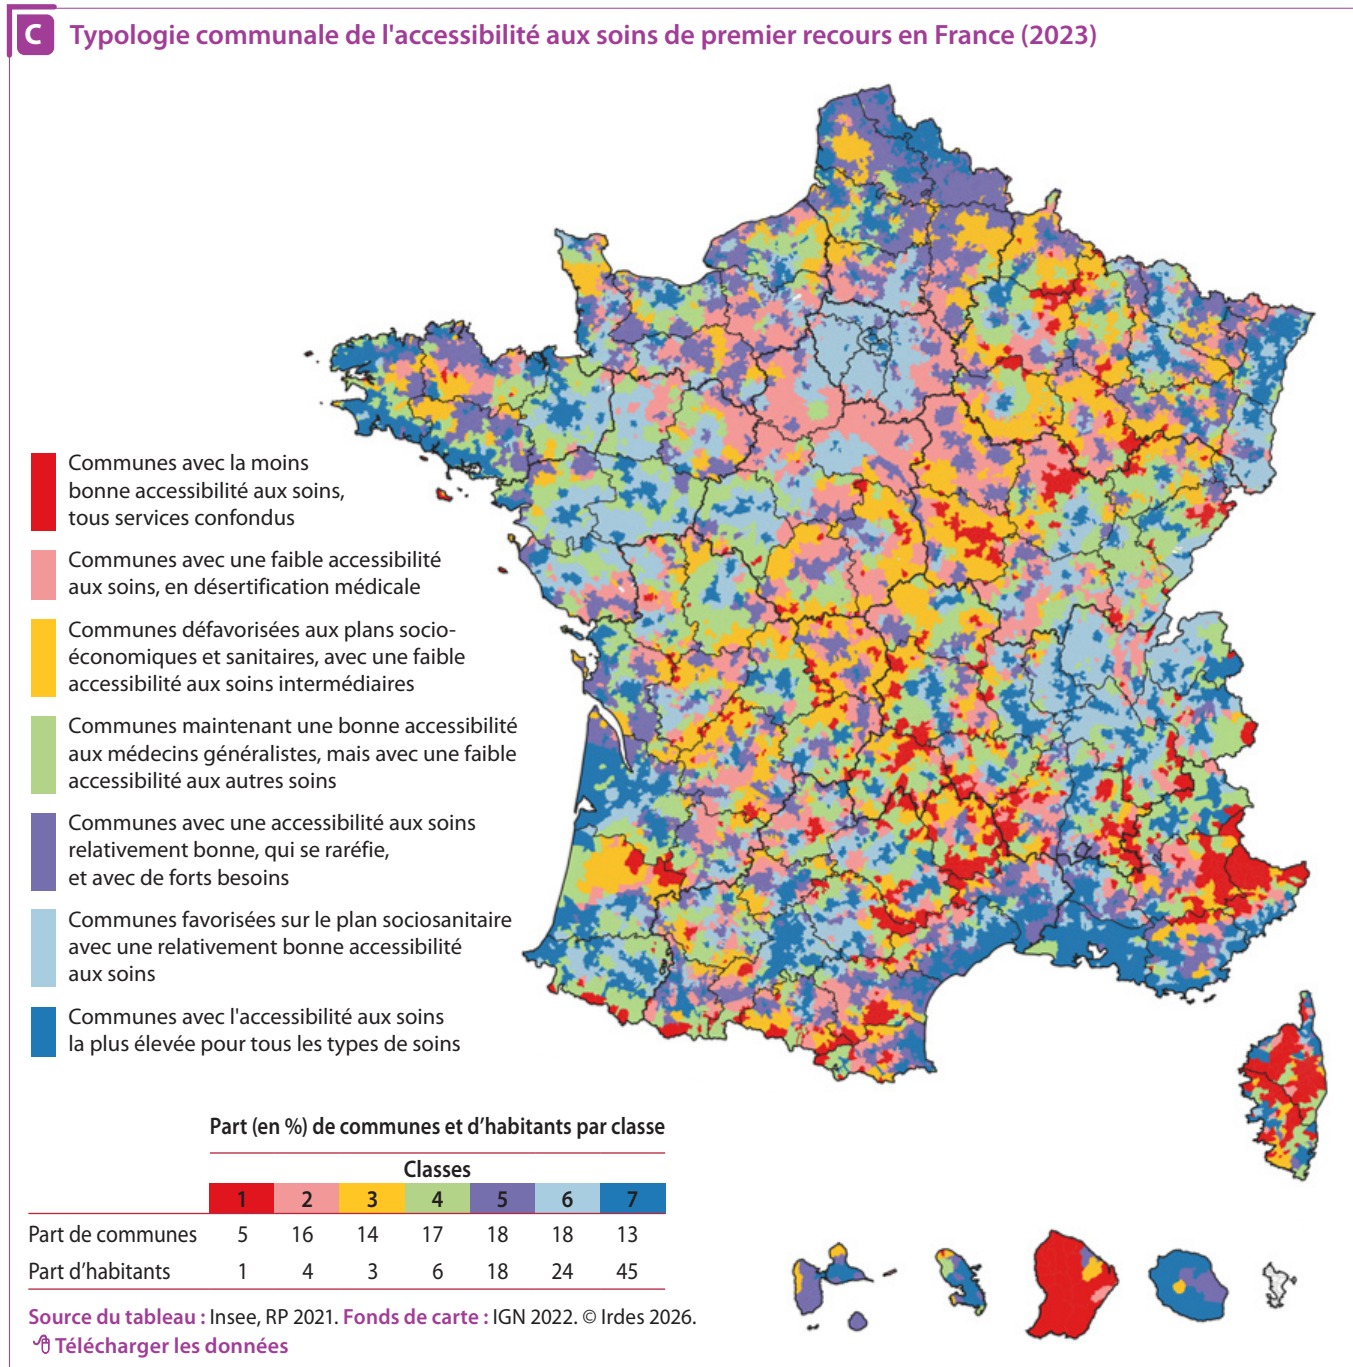 C Typologie communale de l'accessibilité aux soins de premier recours en France (2023)
Communes avec la moins
bonne accessibilité aux soins,
tous services confondus
Communes avec une faible accessibilité
aux soins, en désertification médicale
Communes défavorisées aux plans socio-
économiques et sanitaires, avec une faible
accessibilité aux soins intermédiaires
Communes maintenant une bonne accessibilité
aux médecins généralistes, mais avec une faible
accessibilité aux autres soins
Communes avec une accessibilité aux soins
relativement bonne, qui se raréfie,
et avec de forts besoins
Communes favorisées sur le plan sociosanitaire
avec une relativement bonne accessibilité
aux soins
Communes avec l'accessibilité aux soins
la plus élevée pour tous les types de soins
Part (en %) de communes et d’habitants par classe
Classes
1 2 3 4 5 6 7
Part de communes 5 16 14 17 18 18 13
Part d’habitants 1 4 3 6 18 24 45
Source du tableau : Insee, RP 2021. Fonds de carte : IGN 2022. © Irdes 2026.
Télécharger les données